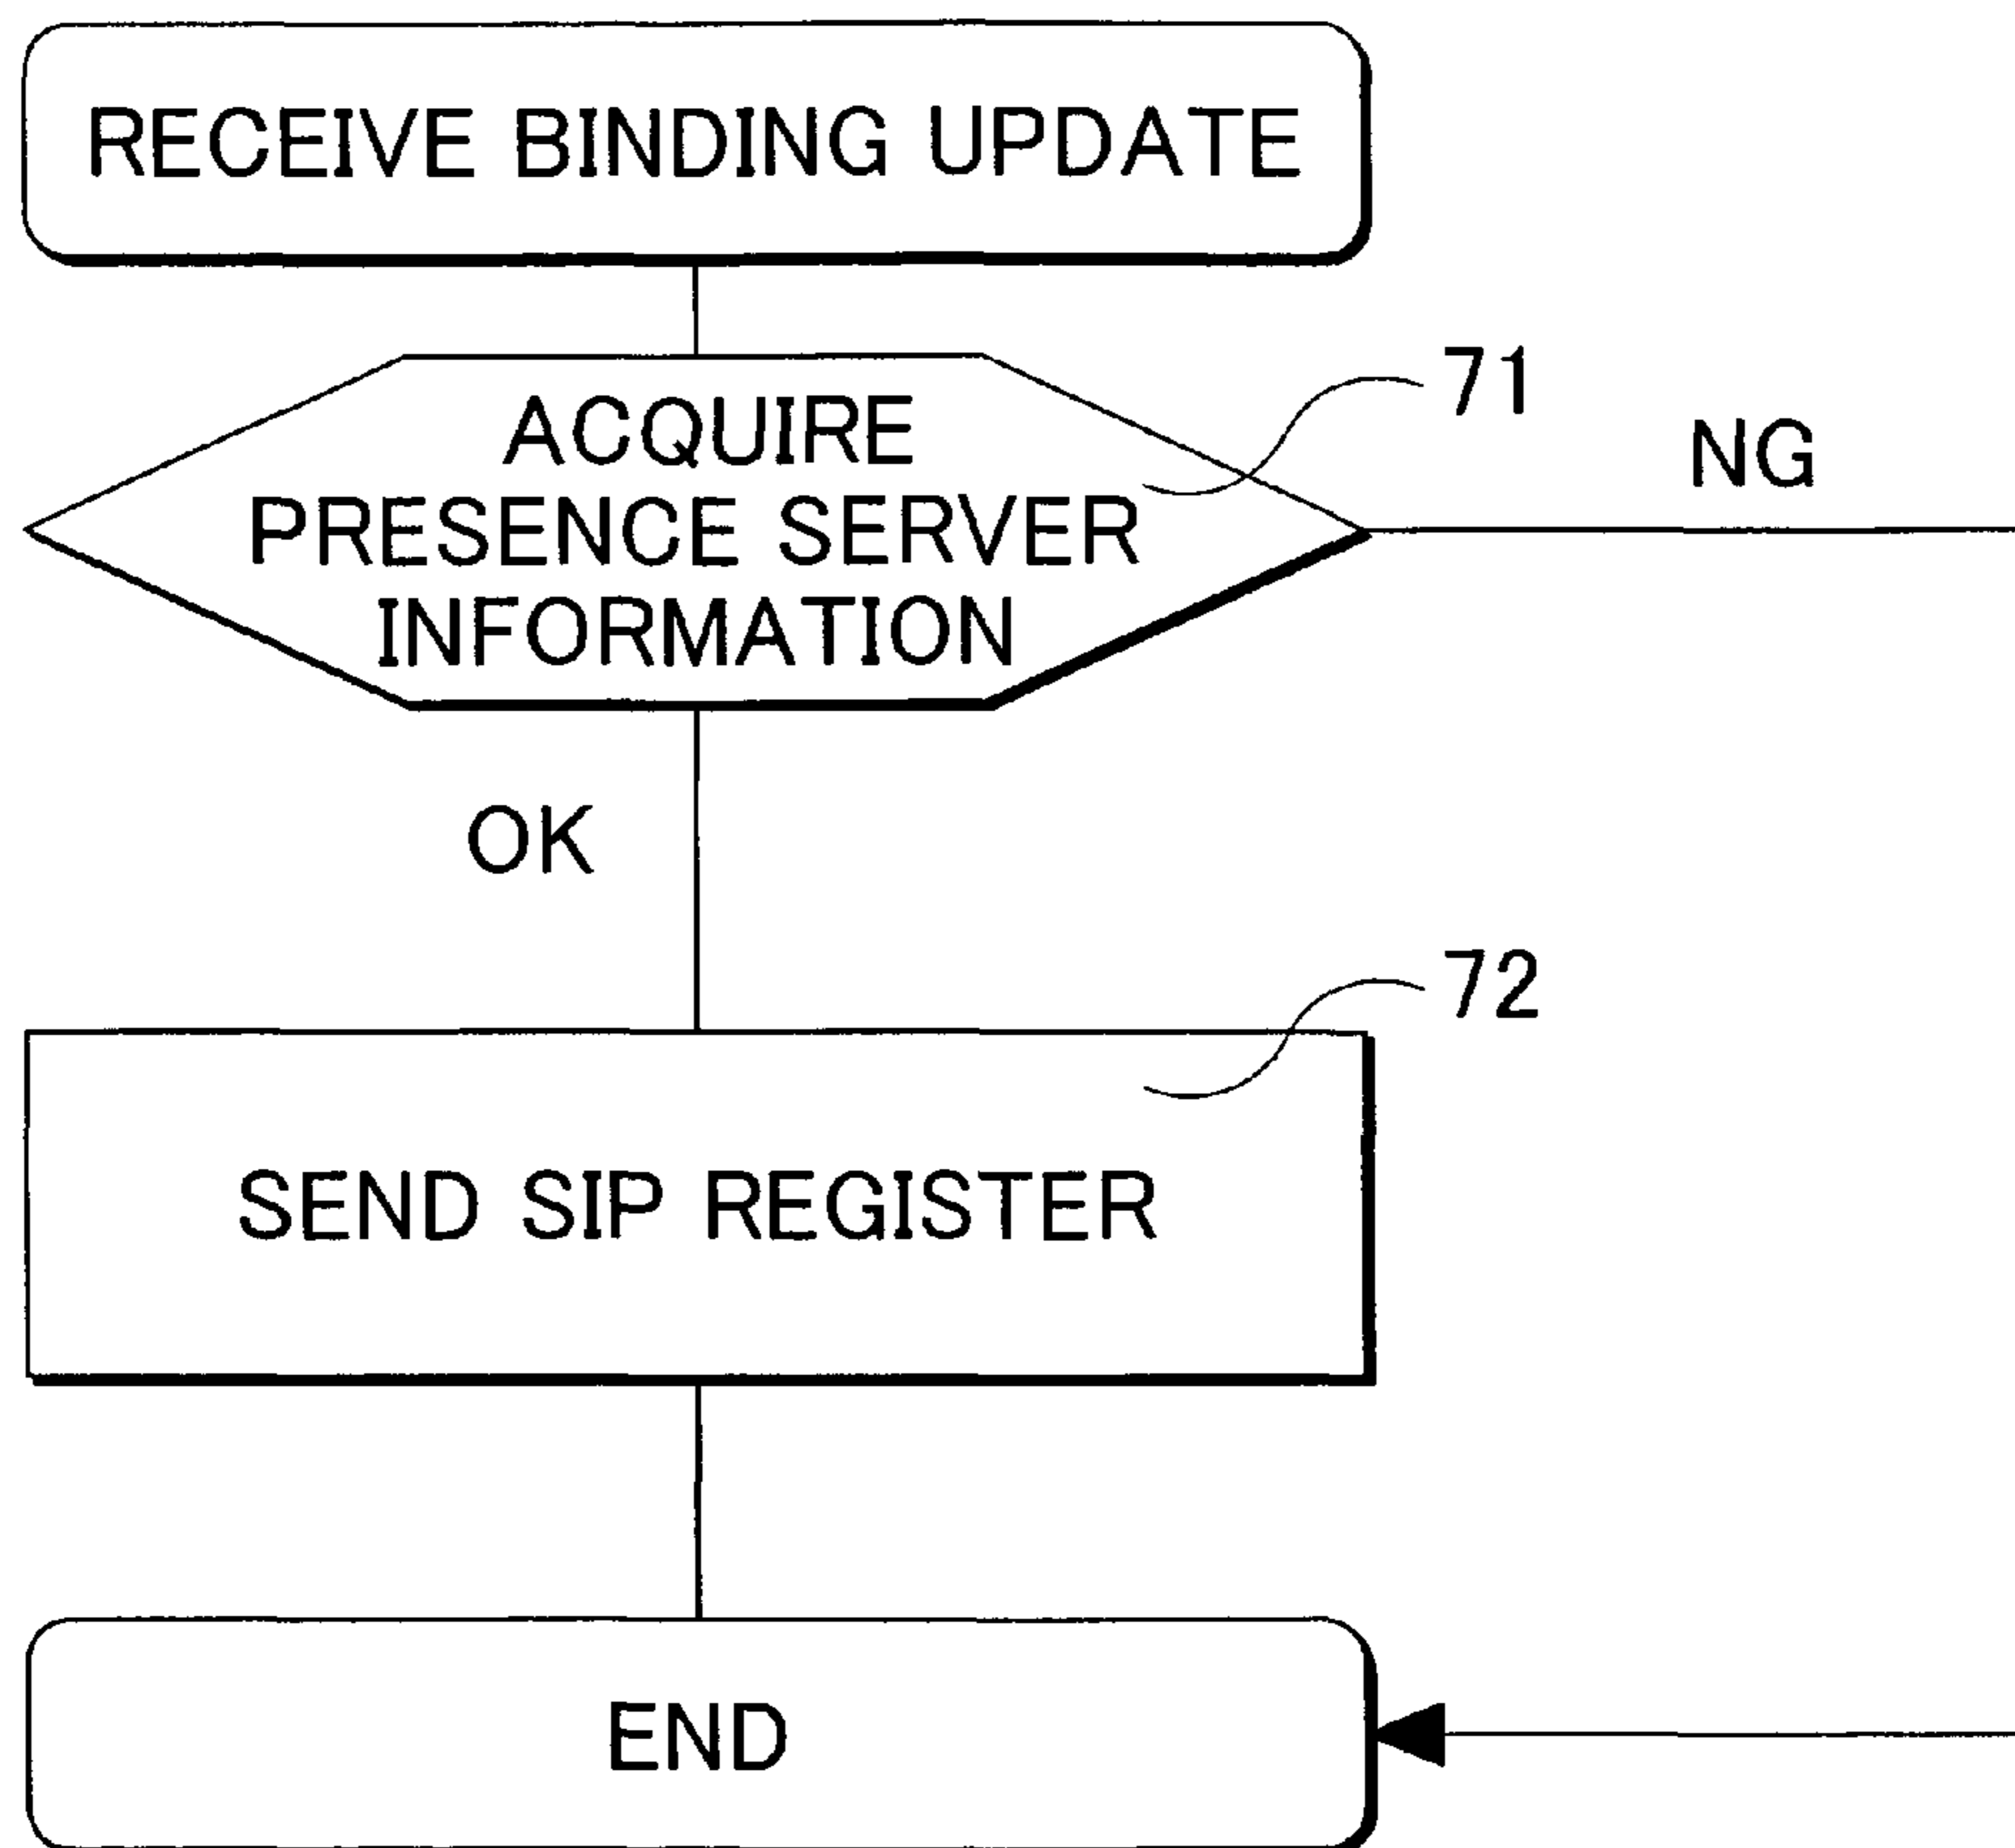 RECEIVE BINDING UPDATE
ACQUIRE
PRESENCE SERVER
INFORMATION
71
NG
OK
72
SEND SIP REGISTER
END